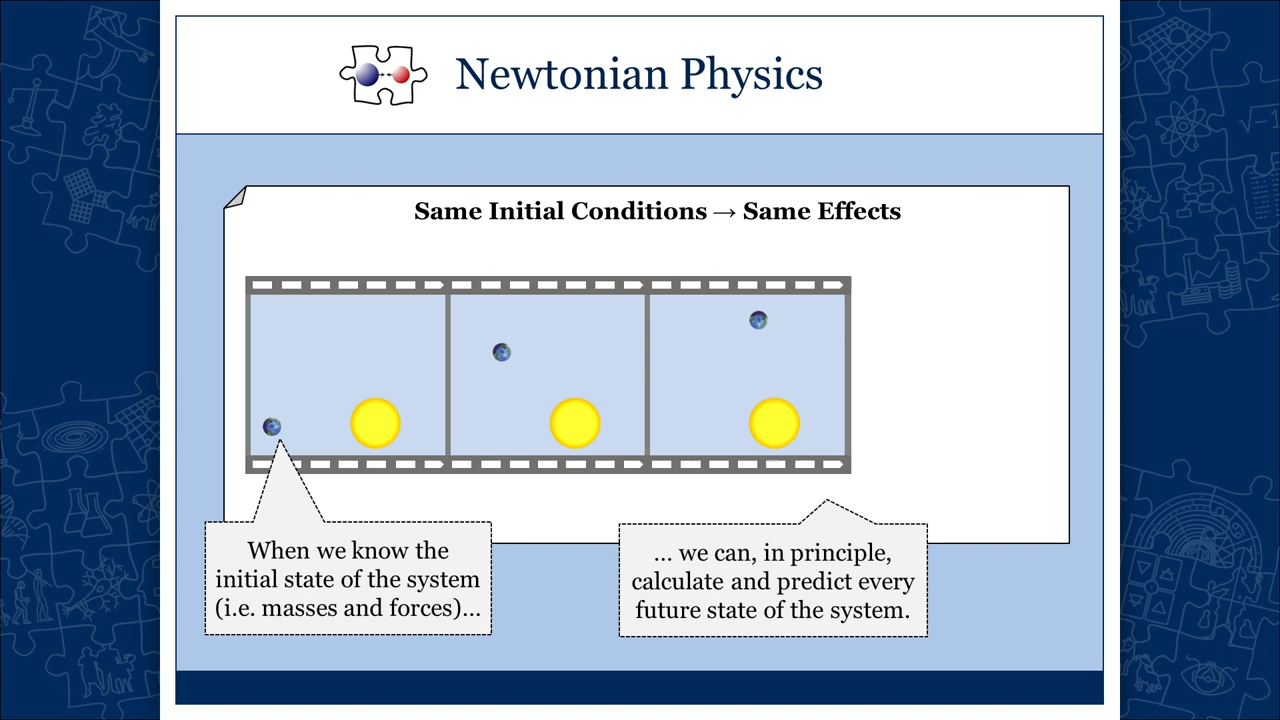 Newtonian Physics
Same Initial Conditions → Same Effects
When we know the
initial state of the system
(i.e. masses and forces)...
... we can, in principle,
calculate and predict every
future state of the system.